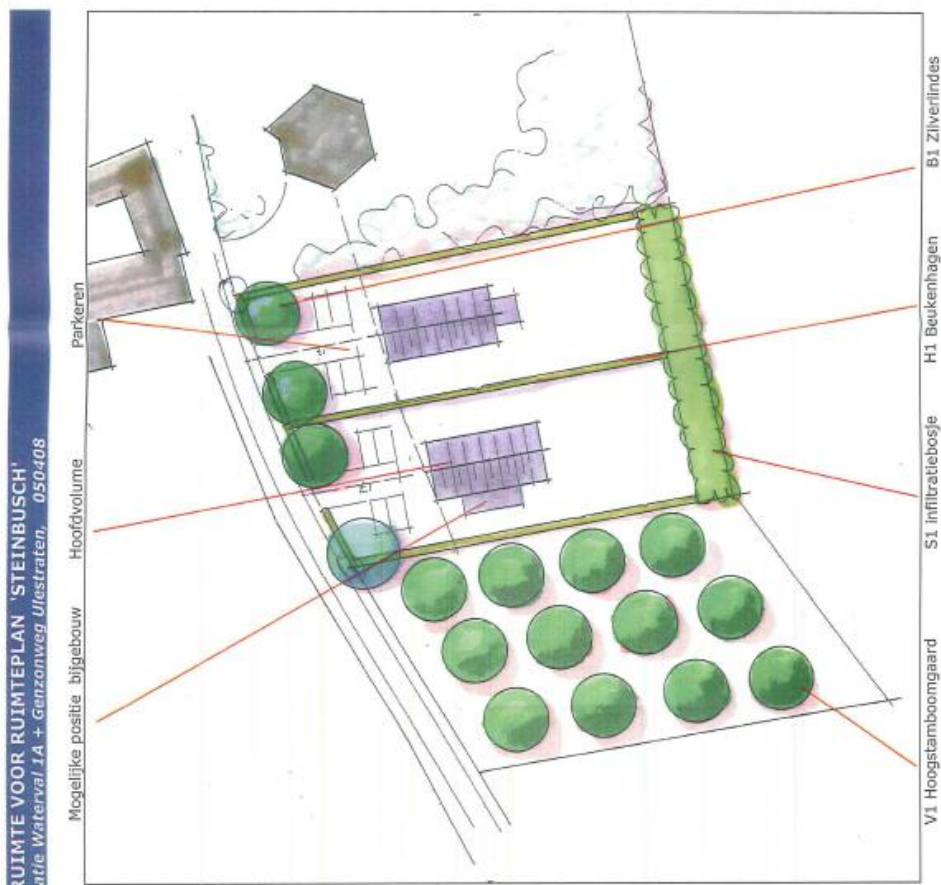 RUIMTE VOOR RUIMTEPLAN 'STEINBUSCH'
atie Waterval 1A + Genzonweg Ulestraten, 050408
Mogelijke positie bijgebouw
Hoofdvolume
Parkeren
V1 Hoogstamboomgaard
S1 infiltratiebosje
H1 Beukenhagen
B1 Zilverlindes